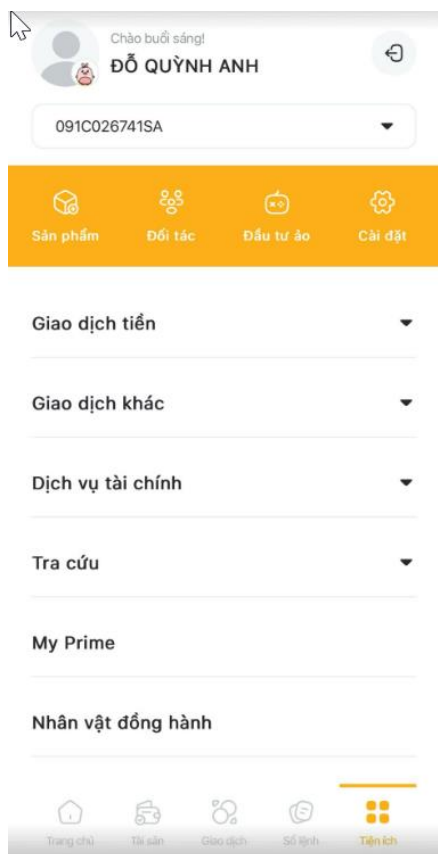 Chào buổi sáng!
ĐỖ QUỲNH ANH
091C026741SA
Sản phẩm Đối tác Đầu tư ảo Cài đặt
Giao dịch tiền
Giao dịch khác
Dịch vụ tài chính
Tra cứu
My Prime
Nhân vật đồng hành
Trang chủ Tài sản Giao dịch Sổ lệnh Tiện ích